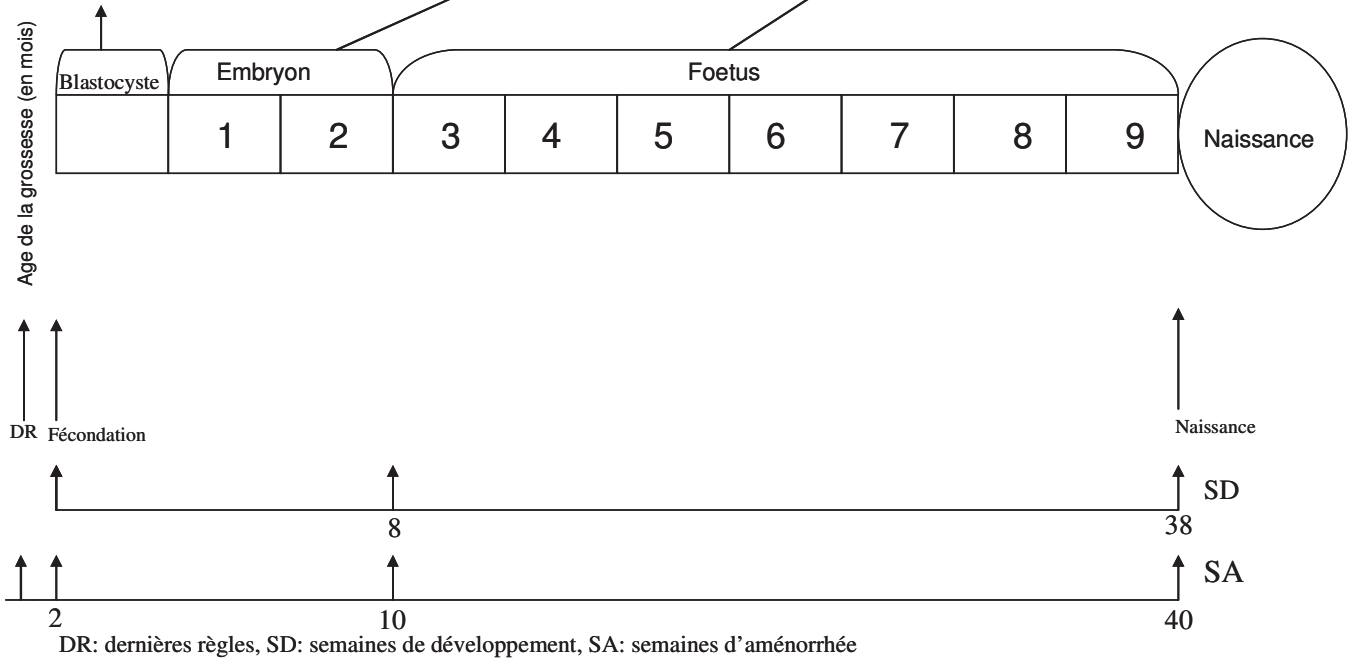 Age de la grossesse (en mois)
Blastocyste
Embryon
Foetus
1 2 3 4 5 6 7 8 9
Naissance
DR Fécondation
Naissance
SD
8 38
SA
2 10 40
DR: dernières règles, SD: semaines de développement, SA: semaines d'aménorrhée